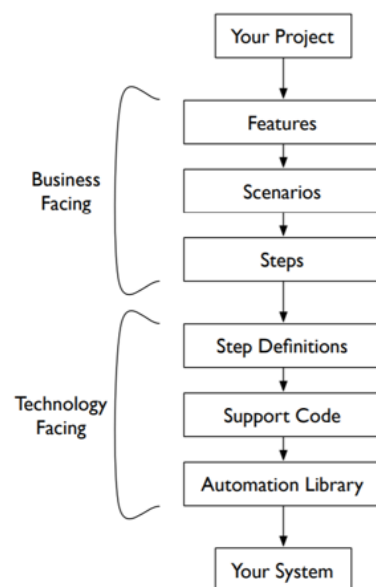 Your Project
Features
Business
Facing
Scenarios
Steps
Step Definitions
Technology
Facing
Support Code
Automation Library
Your System